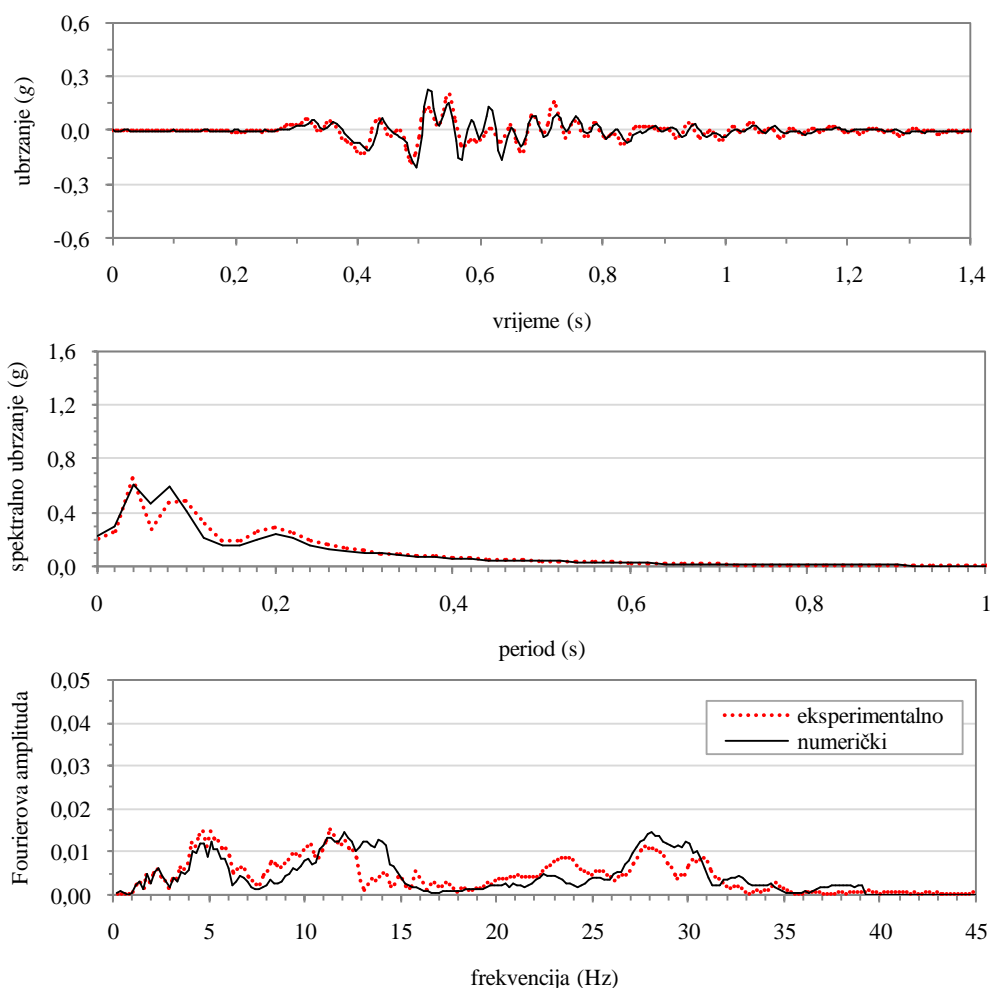 0,6
0,3
0,0
-0,3
-0,6
ubrzanje (g)
0 0,2 0,4 0,6 0,8 1 1,2 1,4
vrijeme (s)
1,6
1,2
0,8
0,4
0,0
spektralno ubrzanje (g)
0 0,2 0,4 0,6 0,8 1
period (s)
0,05
0,04
0,03
0,02
0,01
0,00
Fourierova amplituda
eksperimentalno
numerički
0 5 10 15 20 25 30 35 40 45
frekvencija (Hz)